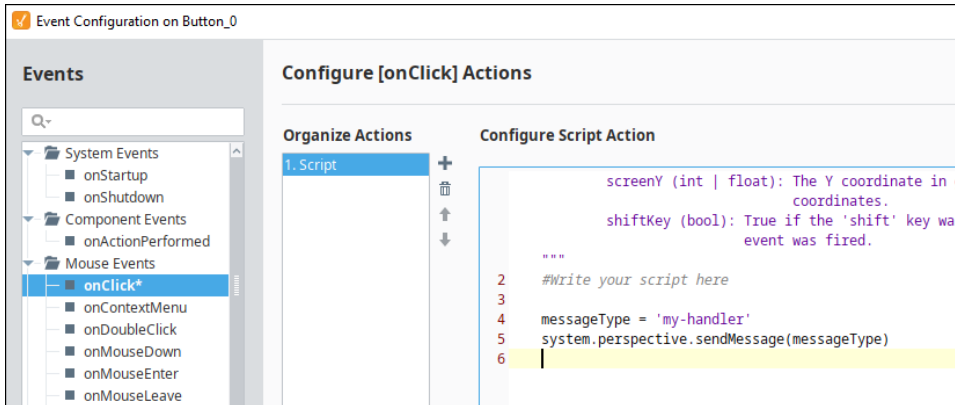 Event Configuration on Button_0
Events
System Events
onStartup
onShutdown
Component Events
onActionPerformed
Mouse Events
onClick*
onContextMenu
onDoubleClick
onMouseDown
onMouseEnter
onMouseLeave
Configure [onClick] Actions
Organize Actions
1. Script
Configure Script Action
screenY (int | float): The Y coordinate in
coordinates.
shiftKey (bool): True if the 'shift' key wa
event was fired.
"""
2 #Write your script here
3
4 messageType = 'my-handler'
5 system.perspective.sendMessage(messageType)
6